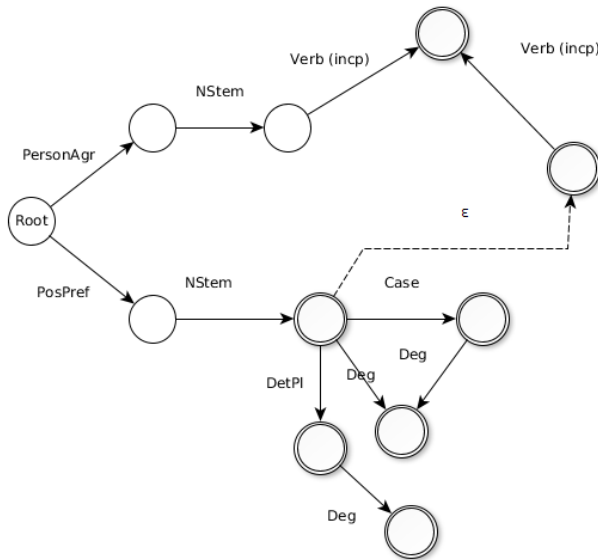 Verb (incp)
Verb (incp)
NStem
PersonAgr
Root
ε
PosPref
NStem
Case
Deg
Deg
DetPl
Deg